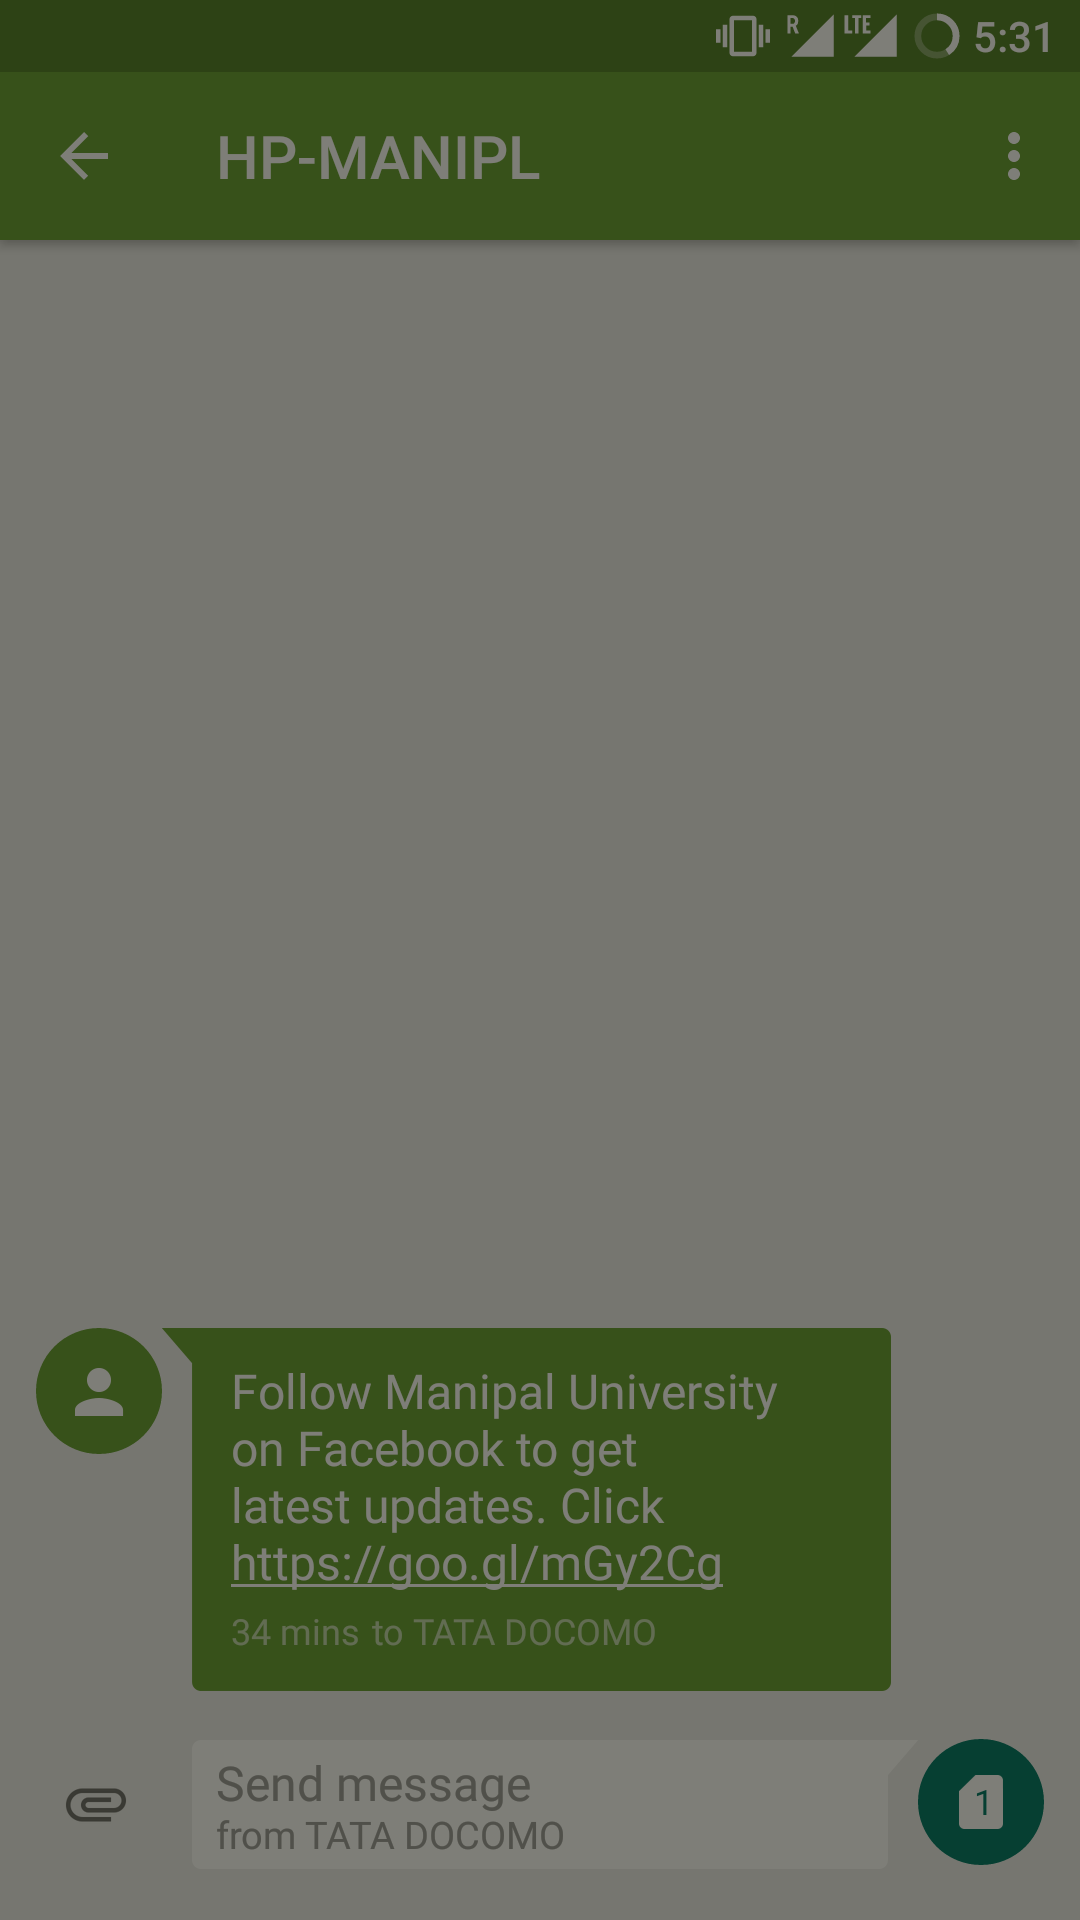 R LTE 5:31
HP-MANIPL
Follow Manipal University
on Facebook to get
latest updates. Click
https://goo.gl/mGy2Cg
34 mins to TATA DOCOMO
Send message
from TATA DOCOMO
1